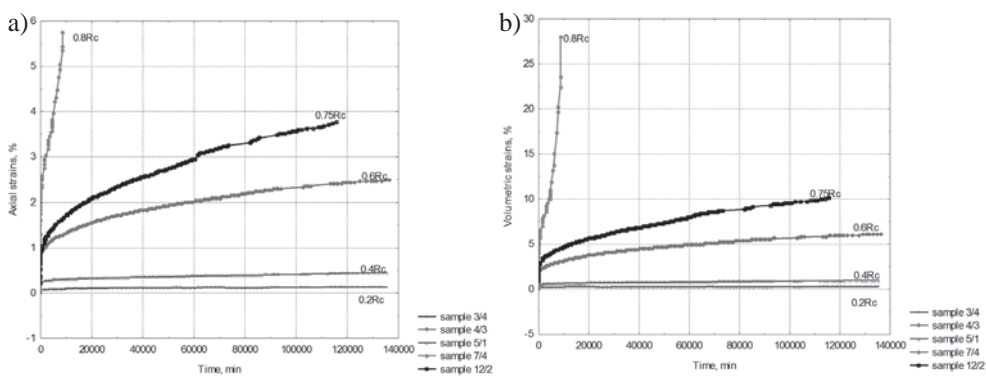 a)
6
5
4
3
2
1
0
-1
Axial strains, %
0.8Rc
0.75Rc
0.6Rc
0.4Rc
0.2Rc
0 20000 40000 60000 80000 100000 120000 140000
Time, min
sample 3/4
sample 4/3
sample 5/1
sample 7/4
sample 12/2
b)
30
25
20
15
10
5
0
-5
Volumetric strains, %
0.8Rc
0.75Rc
0.6Rc
0.4Rc
0.2Rc
0 20000 40000 60000 80000 100000 120000 140000
Time, min
sample 3/4
sample 4/3
sample 5/1
sample 7/4
sample 12/2